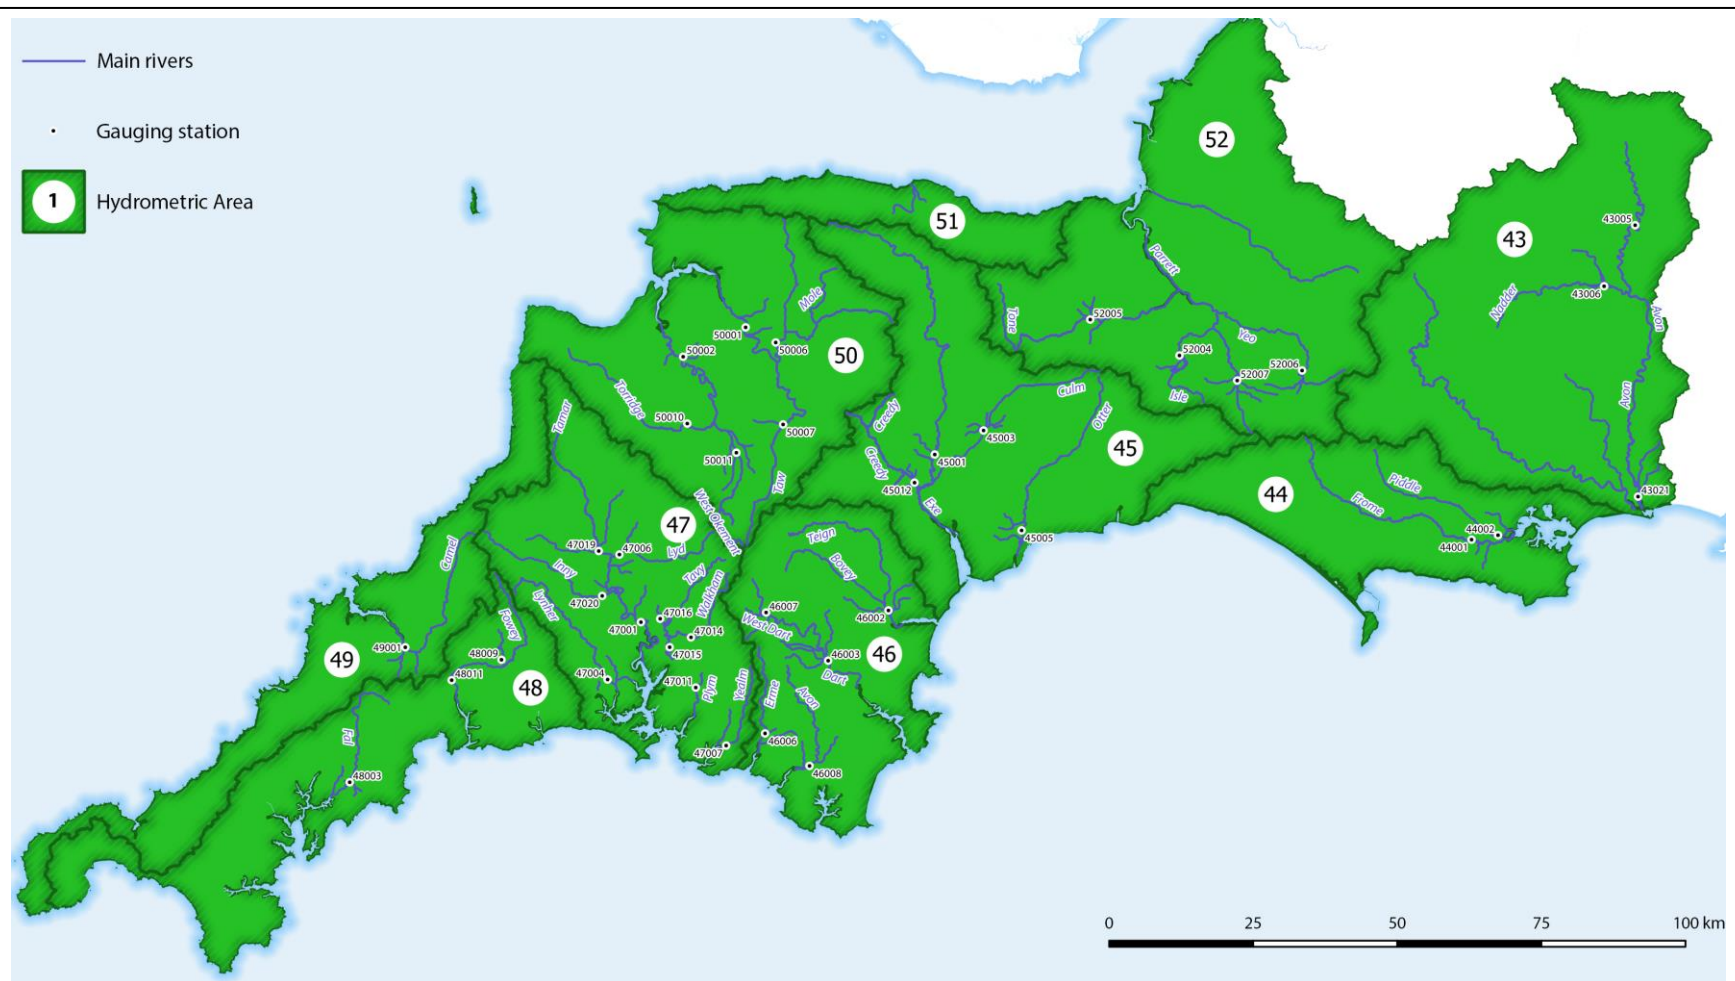 Main rivers
Gauging station
1
Hydrometric Area
52
51
43
43005
Parrett
Nadder
43006
Avon
Mole
Tone
52005
50001
50006
50
50002
52004
Yeo
52006
52007
Isle
Avon
Torridge
Tamar
50010
50007
Creedy
Culm
Otter
45003
45
50011
45001
Creedy
45012
Exe
Taw
West Okement
44
Piddle
Frome
43021
47
Camel
47019
47006
Lyd
Teign
45005
44002
44001
Inny
Lynher
Tavy
Walkham
Bovey
47020
Fowey
47016
46007
46002
47001
West Dart
47014
49
49001
48009
47015
46003
46
48011
48
47004
47011
Plym
Yealm
Erme
Avon
Dart
Fal
46006
47007
46008
48003
0
25
50
75
100 km